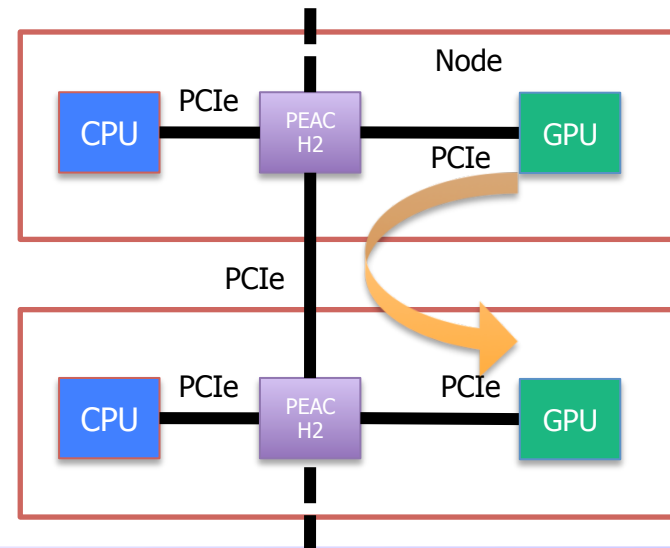 Node
PCIe
CPU
PEAC
H2
PCIe
GPU
PCIe
PCIe
PCIe
CPU
PEAC
H2
GPU